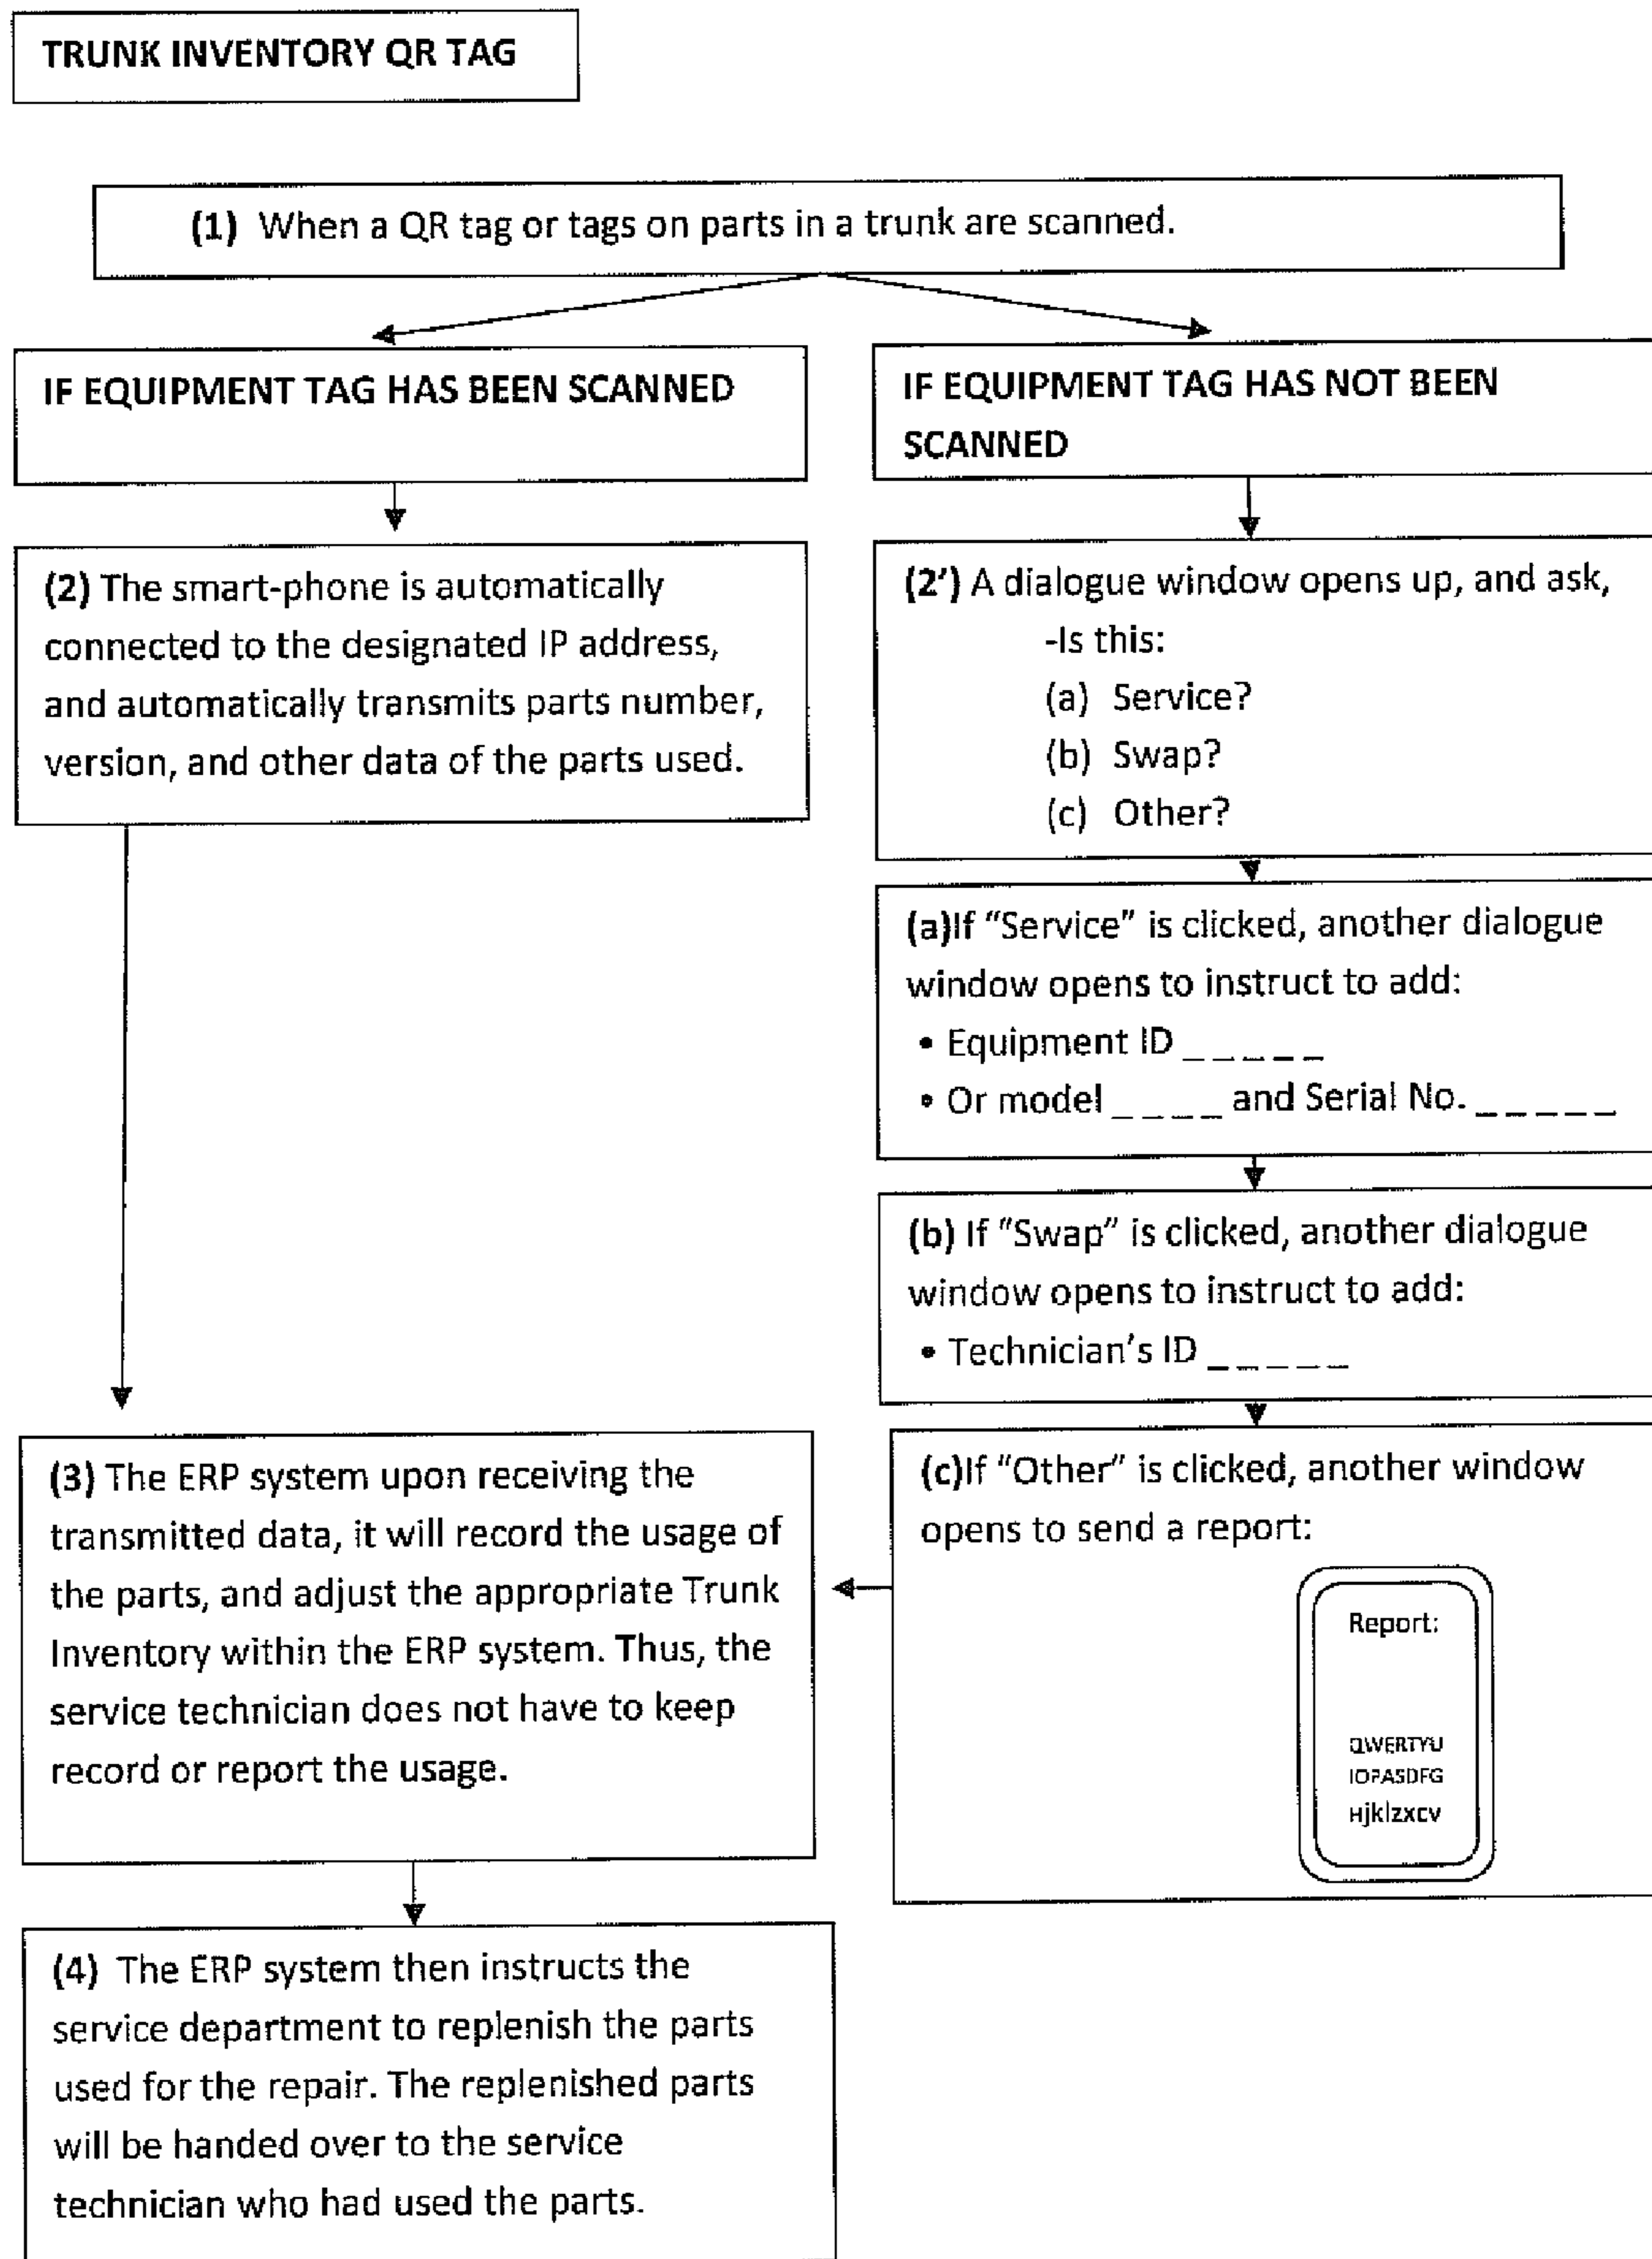 TRUNK INVENTORY QR TAG
(1) When a QR tag or tags on parts in a trunk are scanned.
IF EQUIPMENT TAG HAS BEEN SCANNED
(2) The smart-phone is automatically
connected to the designated IP address,
and automatically transmits parts number,
version, and other data of the parts used.
IF EQUIPMENT TAG HAS NOT BEEN
SCANNED
(2') A dialogue window opens up, and ask,
-Is this:
(a) Service?
(b) Swap?
(c) Other?
(a)If "Service" is clicked, another dialogue
window opens to instruct to add:
• Equipment ID _ _ _ _ _
• Or model _ _ _ _ and Serial No. _ _ _ _ _
(b) If "Swap" is clicked, another dialogue
window opens to instruct to add:
• Technician's ID _ _ _ _ _
(c)If "Other" is clicked, another window
opens to send a report:
Report:
QWERTYU
IOPASDFG
Hjklzxcv
(3) The ERP system upon receiving the
transmitted data, it will record the usage of
the parts, and adjust the appropriate Trunk
Inventory within the ERP system. Thus, the
service technician does not have to keep
record or report the usage.
(4) The ERP system then instructs the
service department to replenish the parts
used for the repair. The replenished parts
will be handed over to the service
technician who had used the parts.